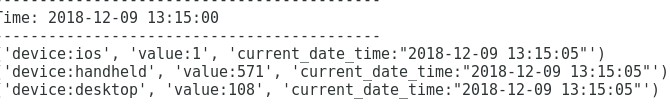 -------------------------------------------
Time: 2018-12-09 13:15:00
-------------------------------------------
('device:ios', 'value:1', 'current_date_time:"2018-12-09 13:15:05"')
('device:handheld', 'value:571', 'current_date_time:"2018-12-09 13:15:05"')
('device:desktop', 'value:108', 'current_date_time:"2018-12-09 13:15:05"')